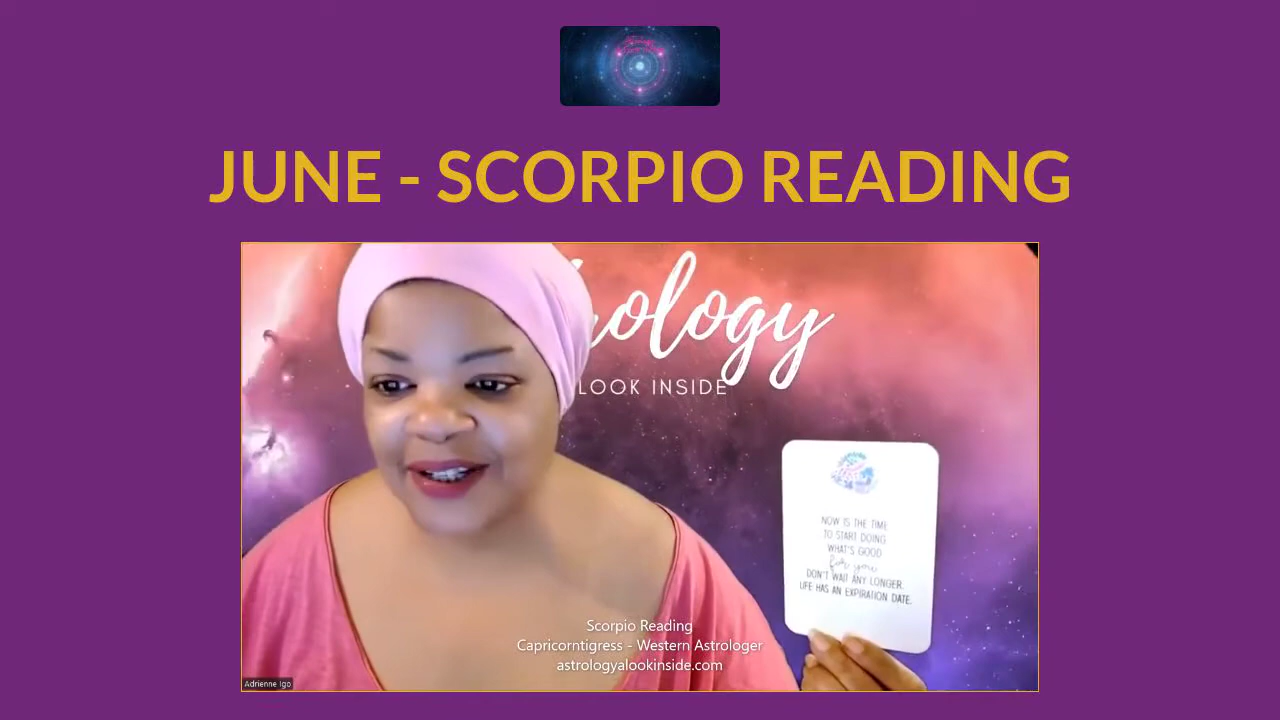 JUNE - SCORPIO READING
ology
LOOK INSIDE
NOW IS THE TIME
TO START DOING
WHAT'S GOOD
for you
DON'T WAIT ANY LONGER.
LIFE HAS AN EXPIRATION DATE.
Scorpio Reading
Capricorntigress - Western Astrologer
astrologyalookinside.com
Adrienne Igo